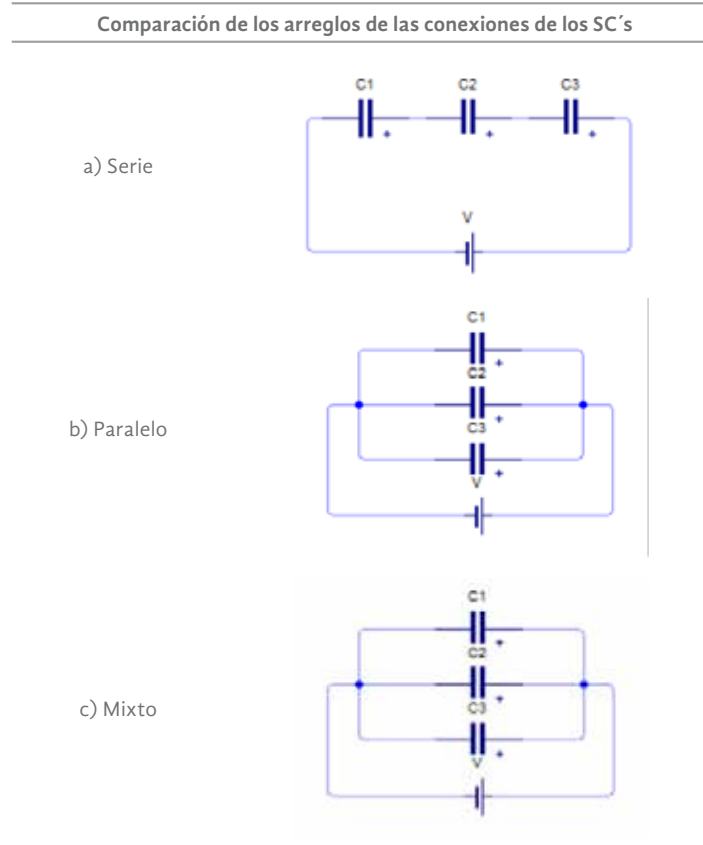 Comparación de los arreglos de las conexiones de los SC´s
C1 C2 C3
a) Serie
V
C1
C2
b) Paralelo
C3
V
C1
C2
c) Mixto
C3
V